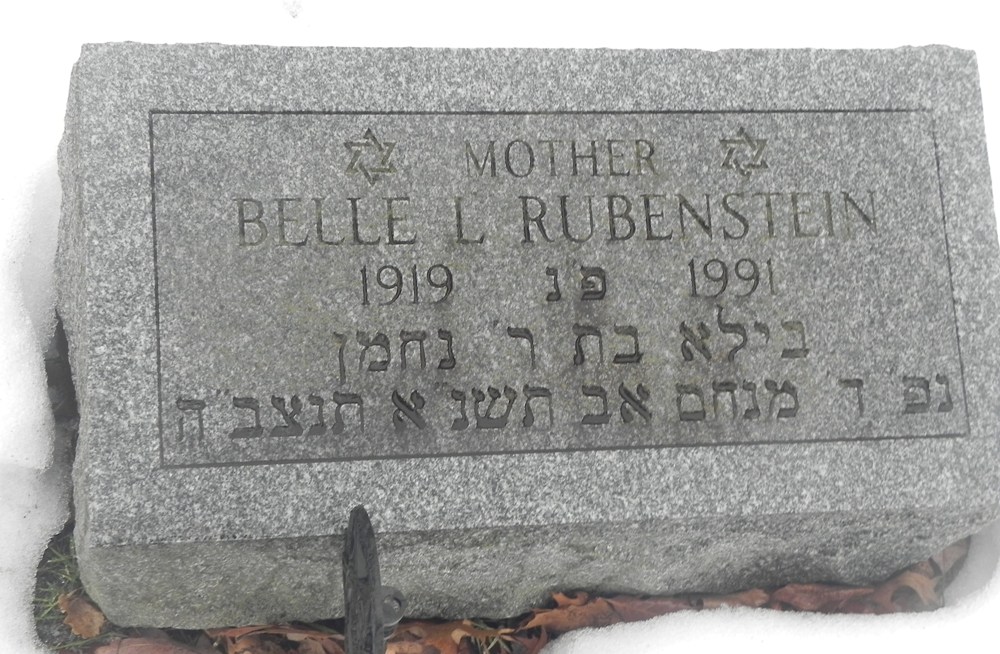 MOTHER
BELLE L RUBENSTEIN
1919 פ נ 1991
בילא בת ר' נחמן
נפ' ד' מנחם אב תשנ"א תנצב"ה